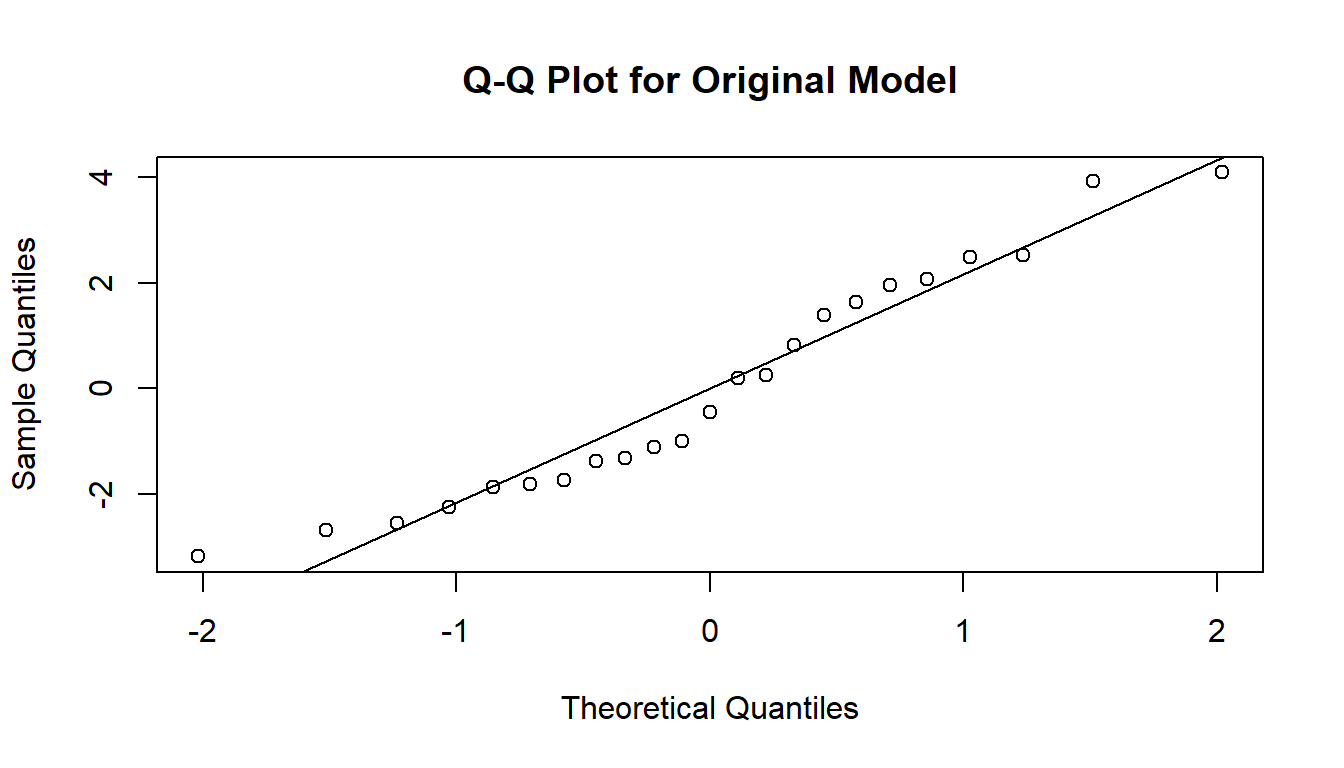 Q-Q Plot for Original Model
4
2
0
-2
Sample Quantiles
-2 -1 0 1 2
Theoretical Quantiles